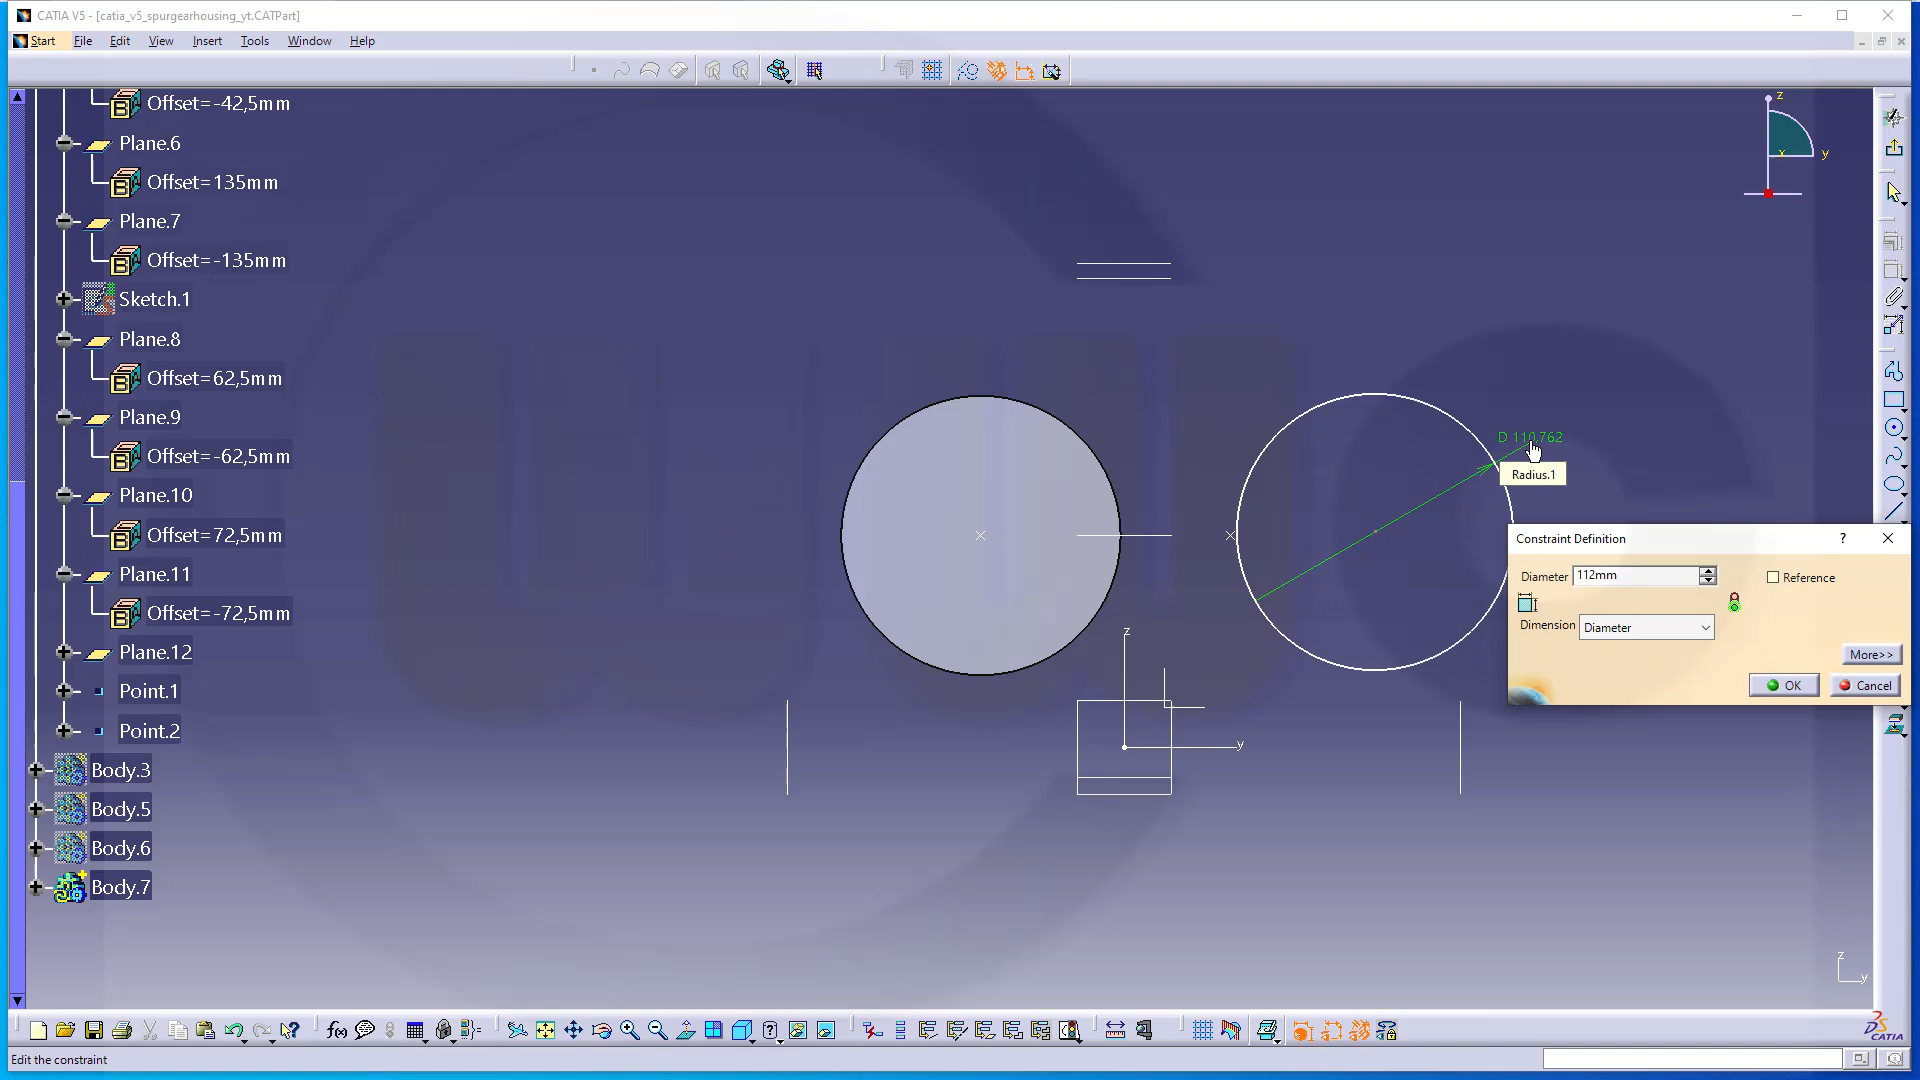 CATIA V5 - [catia_v5_spurgearhousing_yt.CATPart]
Start File Edit View Insert Tools Window Help
Offset=-42,5mm
Plane.6
Offset=135mm
Plane.7
Offset=-135mm
Sketch.1
Plane.8
Offset=62,5mm
Plane.9
Offset=-62,5mm
Plane.10
Offset=72,5mm
Plane.11
Offset=-72,5mm
Plane.12
Point.1
Point.2
Body.3
Body.5
Body.6
Body.7
z
x
y
D 110,762
Radius.1
Constraint Definition
?
Diameter 112mm
Reference
Dimension Diameter
More>>
OK Cancel
z
y
z
y
CATIA
Edit the constraint